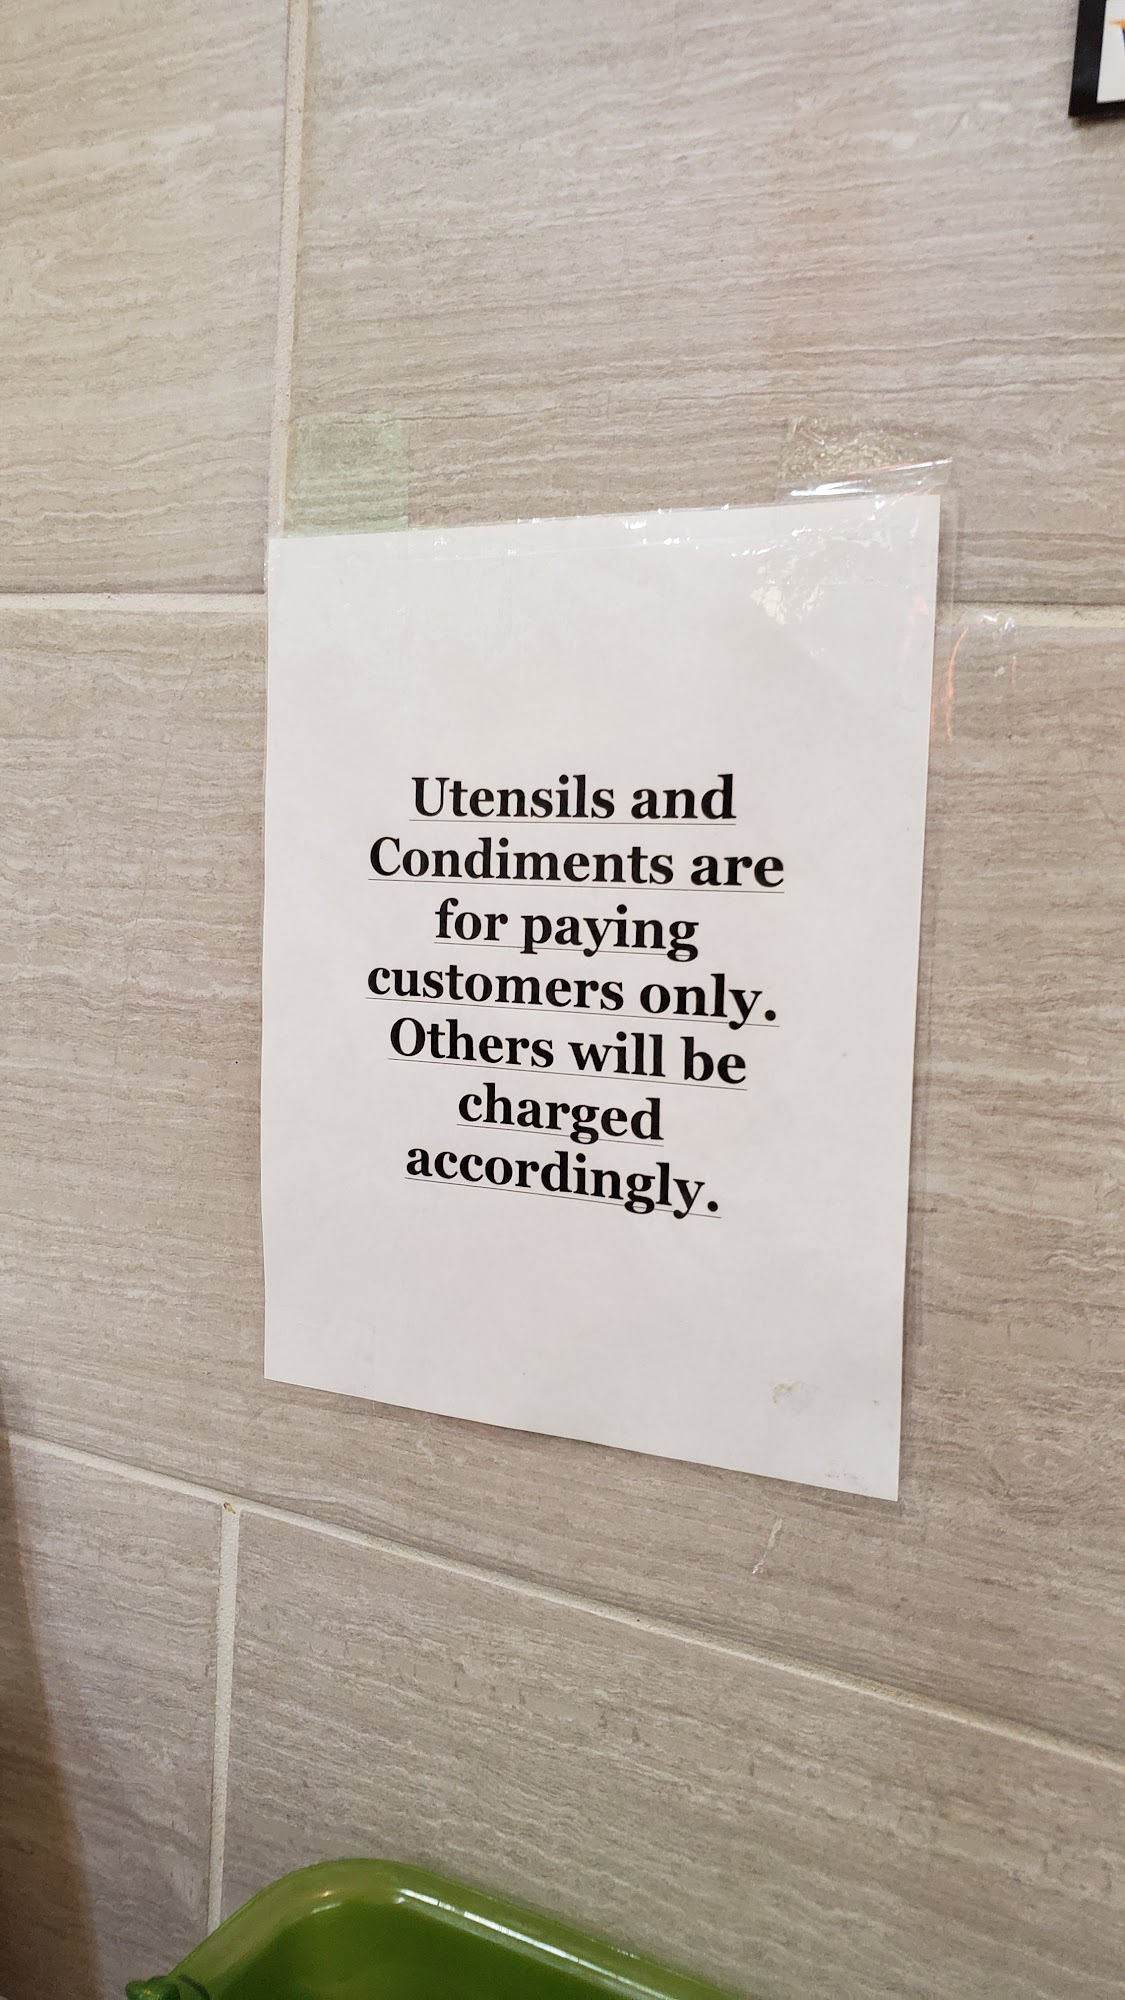 Utensils and
Condiments are
for paying
customers only.
Others will be
charged
accordingly.